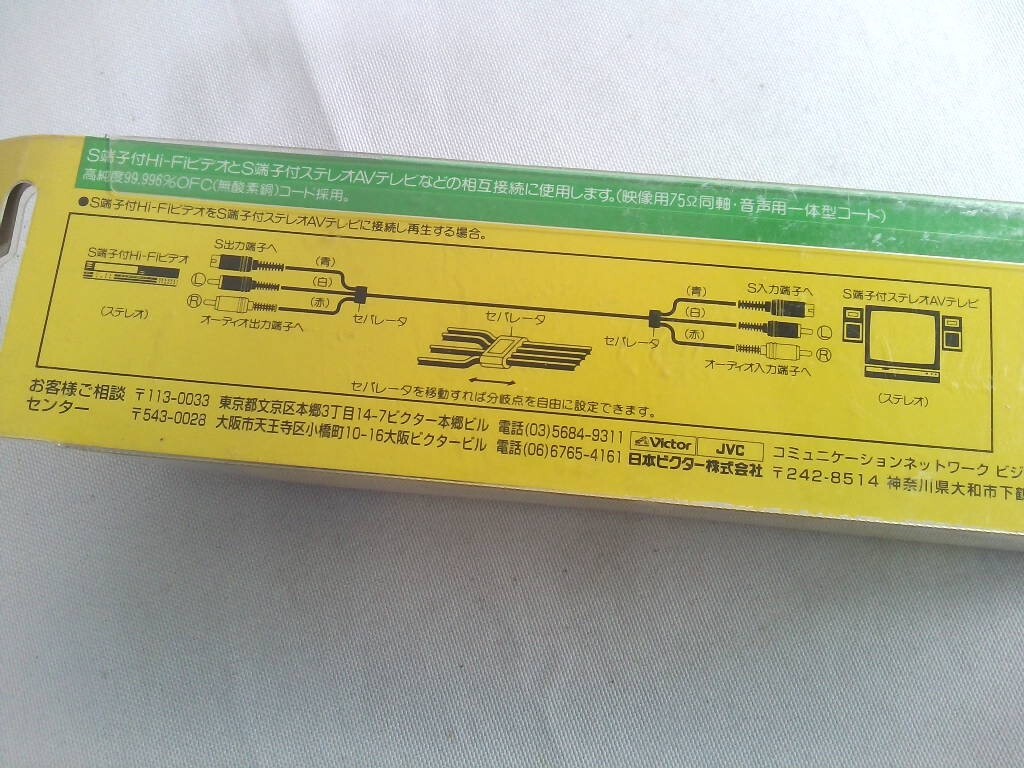 S端子付Hi-FiビデオとS端子付ステレオAVテレビなどの相互接続に使用します。(映像用75Ω同軸・音声用一体型コード)
高純度99.996%OFC(無酸素銅)コード採用。
●S端子付Hi-FiビデオをS端子付ステレオAVテレビに接続し再生する場合。
S端子付Hi-Fiビデオ
(ステレオ)
S出力端子へ
L
R
オーディオ出力端子へ
(青)
(白)
(赤)
セパレータ
セパレータ
セパレータ
(青)
(白)
(赤)
S入力端子へ
L
R
オーディオ入力端子へ
S端子付ステレオAVテレビ
(ステレオ)
セパレータを移動すれば分岐点を自由に設定できます。
お客様ご相談
センター
〒113-0033 東京都文京区本郷3丁目14-7ビクター本郷ビル 電話(03)5684-9311
〒543-0028 大阪市天王寺区小橋町10-16大阪ビクタービル 電話(06)6765-4161
Victor JVC
日本ビクター株式会社
コミュニケーションネットワーク ビジ
〒242-8514 神奈川県大和市下鶴